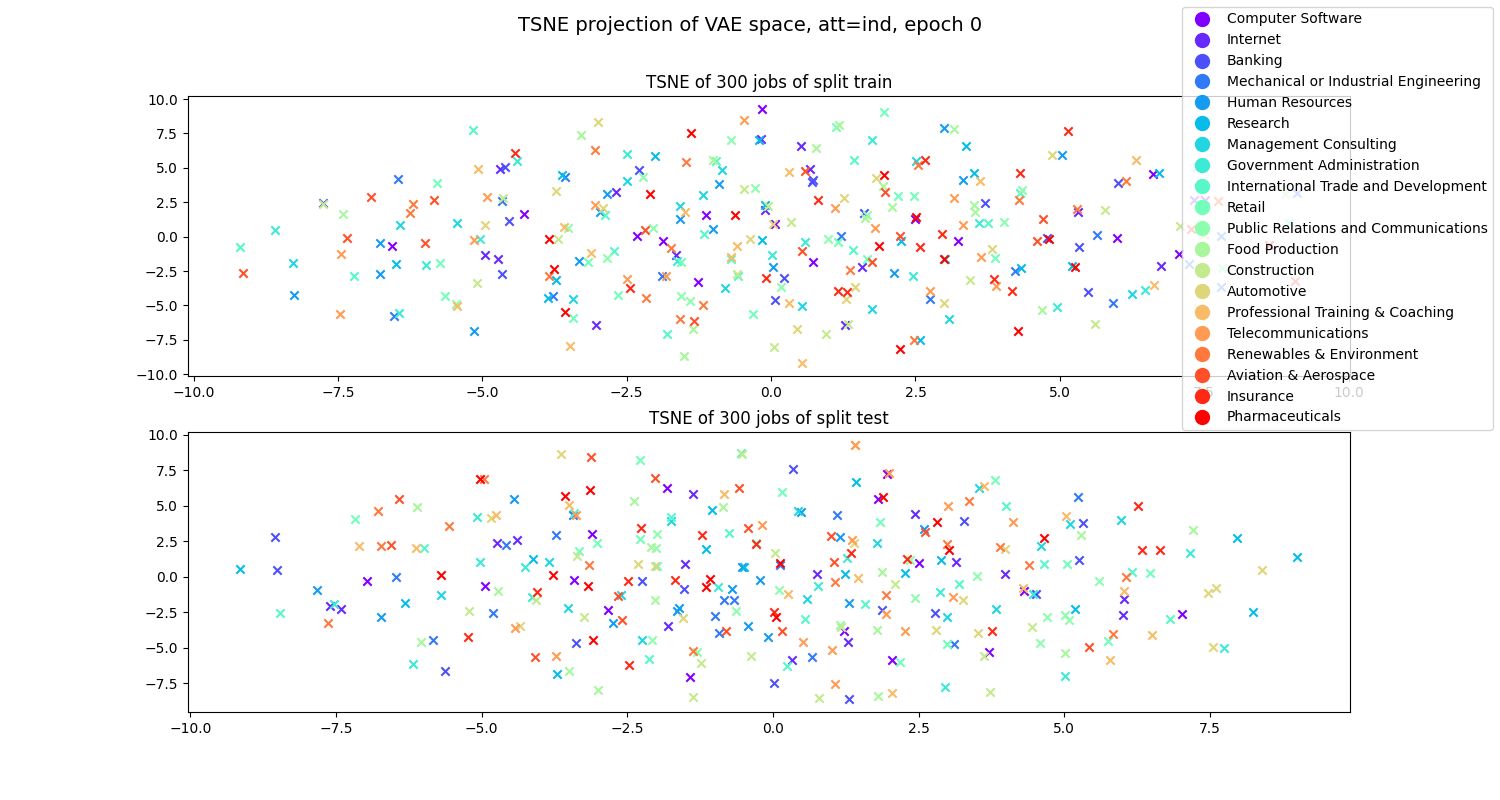 TSNE projection of VAE space, att=ind, epoch 0
TSNE of 300 jobs of split train
10.0
7.5
5.0
2.5
0.0
−2.5
−5.0
−7.5
−10.0
−10.0 −7.5 −5.0 −2.5 0.0 2.5 5.0 7.5 10.0
Computer Software
Internet
Banking
Mechanical or Industrial Engineering
Human Resources
Research
Management Consulting
Government Administration
International Trade and Development
Retail
Public Relations and Communications
Food Production
Construction
Automotive
Professional Training & Coaching
Telecommunications
Renewables & Environment
Aviation & Aerospace
Insurance
Pharmaceuticals
TSNE of 300 jobs of split test
10.0
7.5
5.0
2.5
0.0
−2.5
−5.0
−7.5
−10.0 −7.5 −5.0 −2.5 0.0 2.5 5.0 7.5